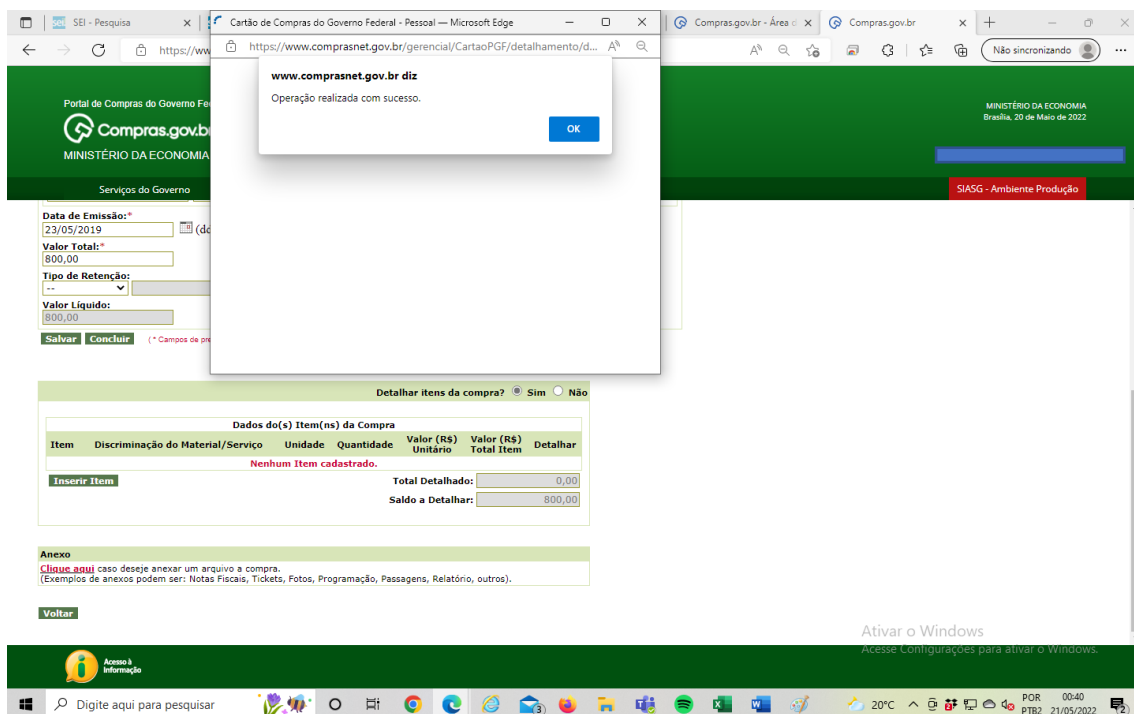 SEI - Pesquisa
Cartão de Compras do Governo Federal - Pessoal — Microsoft Edge
Compras.gov.br - Área d
Compras.gov.br
https://ww
https://www.comprasnet.gov.br/gerencial/CartaoPGF/detalhamento/d...
Não sincronizando
www.comprasnet.gov.br diz
Operação realizada com sucesso.
OK
Portal de Compras do Governo Fe
Compras.gov.b
MINISTÉRIO DA ECONOMIA
MINISTÉRIO DA ECONOMIA
Brasília, 20 de Maio de 2022
Serviços do Governo
SIASG - Ambiente Produção
Data de Emissão:*
23/05/2019
(dd
Valor Total:*
800,00
Tipo de Retenção:
--
Valor Líquido:
800,00
Salvar Concluir (* Campos de pre
Detalhar itens da compra? Sim Não
Dados do(s) Item(ns) da Compra
Item Discriminação do Material/Serviço Unidade Quantidade Valor (R$) Unitário Valor (R$) Total Item Detalhar
Nenhum Item cadastrado.
Inserir Item Total Detalhado: 0,00
Saldo a Detalhar: 800,00
Anexo
Clique aqui caso deseje anexar um arquivo a compra.
(Exemplos de anexos podem ser: Notas Fiscais, Tickets, Fotos, Programação, Passagens, Relatório, outros).
Voltar
Ativar o Windows
Acesse Configurações para ativar o Windows.
Acesso à
Informação
Digite aqui para pesquisar
20°C
POR
PTB2
00:40
21/05/2022